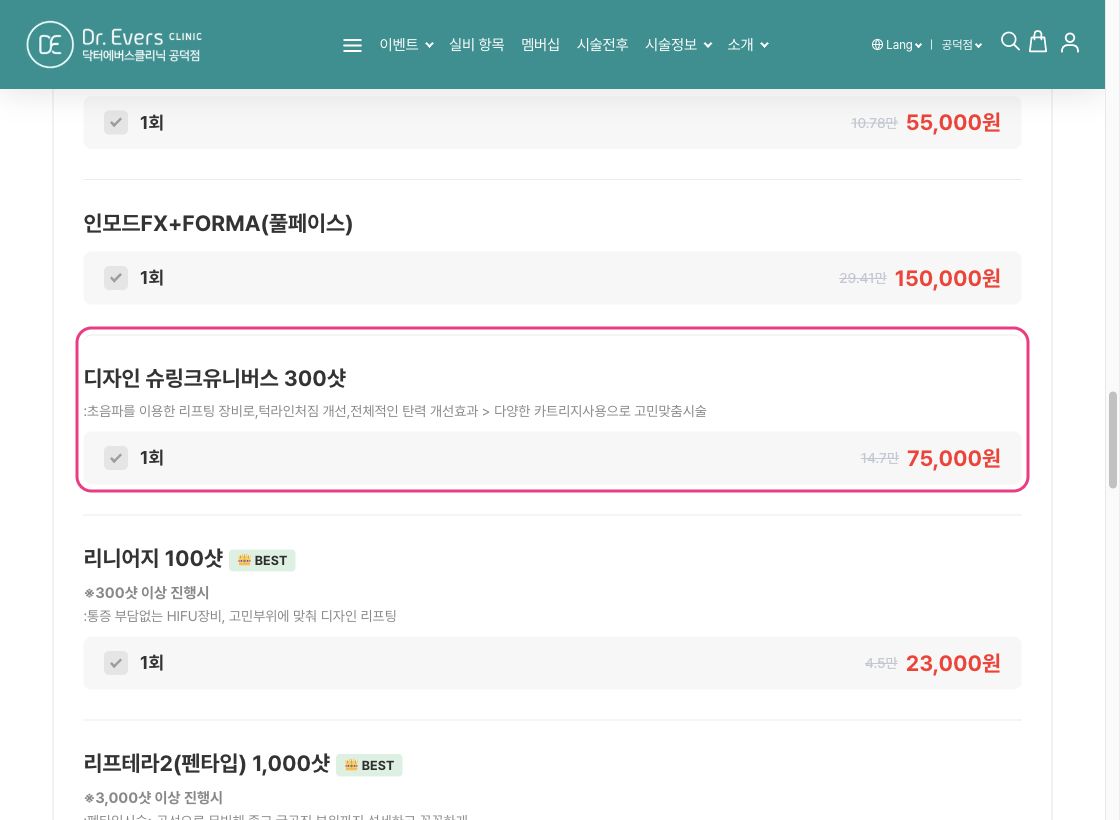 DE Dr. Evers CLINIC
닥터에버스클리닉 공덕점
이벤트 실비 항목 멤버십 시술전후 시술정보 소개 Lang | 공덕점
1회 10.78만 55,000원
인모드FX+FORMA(풀페이스)
1회 29.41만 150,000원
디자인 슈링크유니버스 300샷
:초음파를 이용한 리프팅 장비로,턱라인처짐 개선,전체적인 탄력 개선효과 > 다양한 카트리지사용으로 고민맞춤시술
1회 14.7만 75,000원
리니어지 100샷 BEST
※300샷 이상 진행시
:통증 부담없는 HIFU장비, 고민부위에 맞춰 디자인 리프팅
1회 4.5만 23,000원
리프테라2(펜타입) 1,000샷 BEST
※3,000샷 이상 진행시